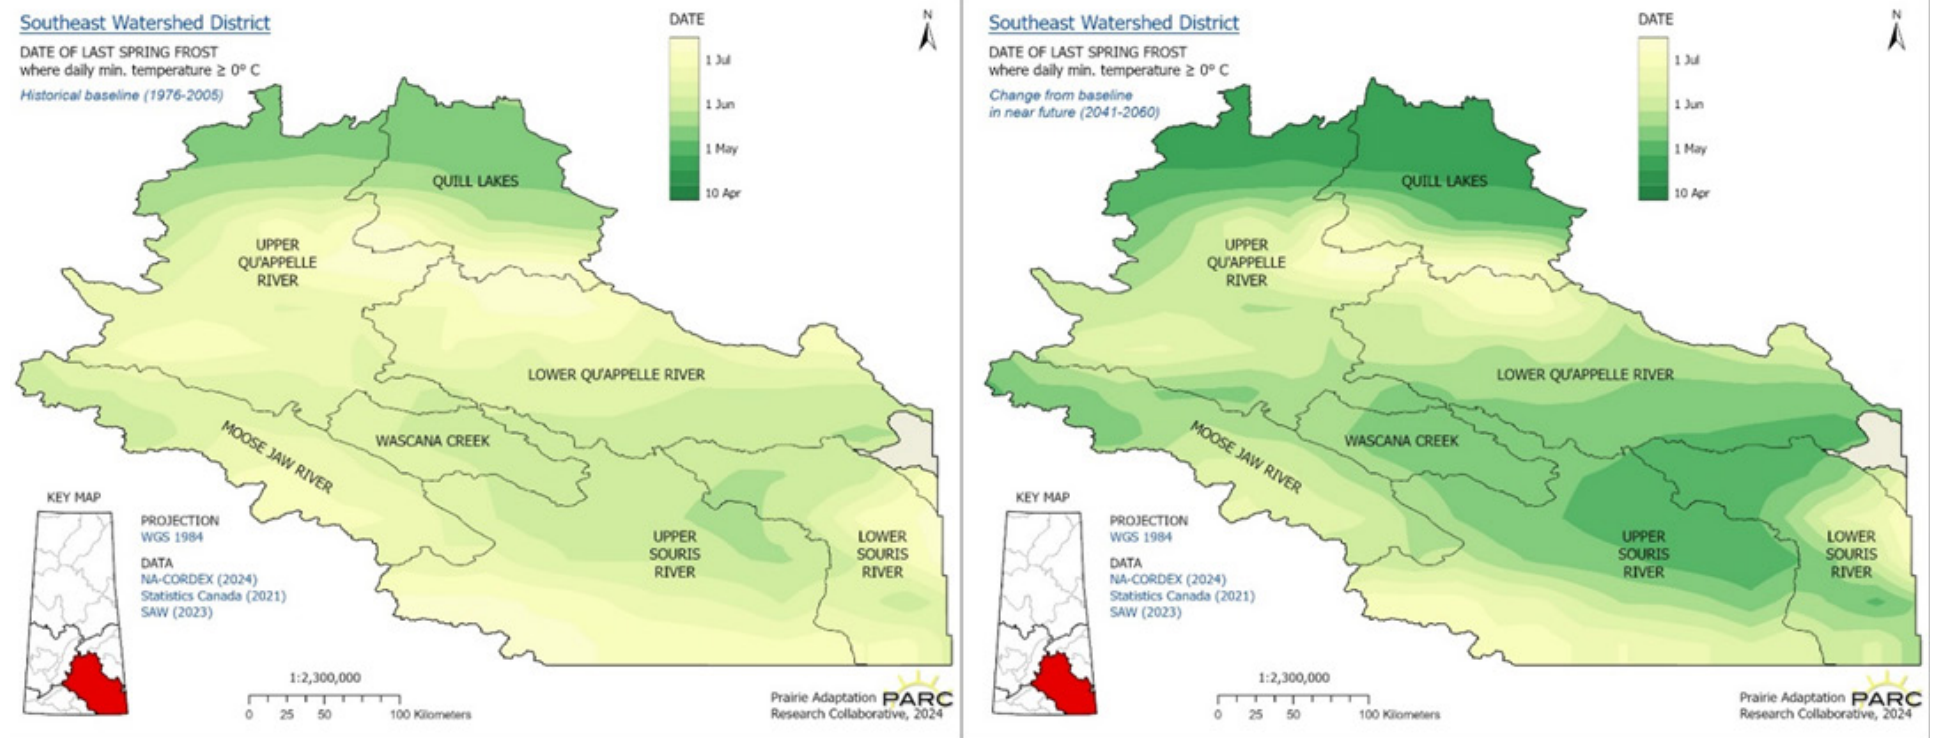 Southeast Watershed District
DATE OF LAST SPRING FROST
where daily min. temperature ≥ 0° C
Historical baseline (1976-2005)
DATE
1 Jul
1 Jun
1 May
10 Apr
N
QUILL LAKES
UPPER
QU'APPELLE
RIVER
LOWER QU'APPELLE RIVER
MOOSE JAW RIVER
WASCANA CREEK
UPPER
SOURIS
RIVER
LOWER
SOURIS
RIVER
KEY MAP
PROJECTION
WGS 1984
DATA
NA-CORDEX (2024)
Statistics Canada (2021)
SAW (2023)
1:2,300,000
0 25 50 100 Kilometers
Prairie Adaptation
Research Collaborative, 2024
PARC
Southeast Watershed District
DATE OF LAST SPRING FROST
where daily min. temperature ≥ 0° C
Change from baseline
in near future (2041-2060)
DATE
1 Jul
1 Jun
1 May
10 Apr
N
QUILL LAKES
UPPER
QU'APPELLE
RIVER
LOWER QU'APPELLE RIVER
MOOSE JAW RIVER
WASCANA CREEK
UPPER
SOURIS
RIVER
LOWER
SOURIS
RIVER
KEY MAP
PROJECTION
WGS 1984
DATA
NA-CORDEX (2024)
Statistics Canada (2021)
SAW (2023)
1:2,300,000
0 25 50 100 Kilometers
Prairie Adaptation
Research Collaborative, 2024
PARC